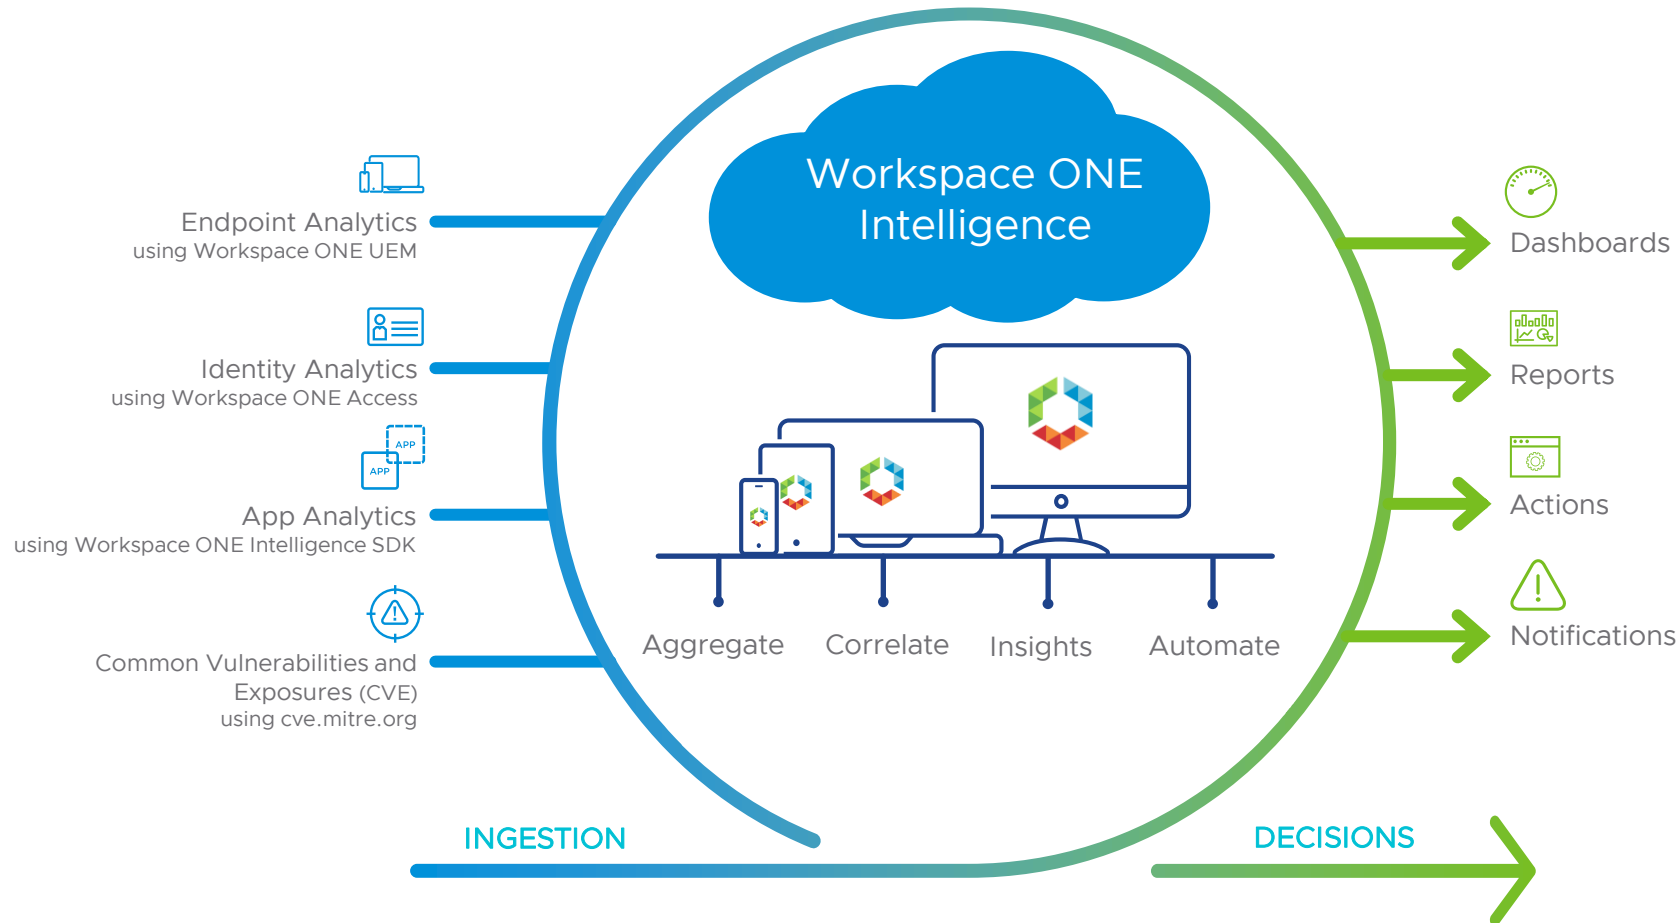 Workspace ONE
Intelligence
Endpoint Analytics
using Workspace ONE UEM
Identity Analytics
using Workspace ONE Access
APP
APP
App Analytics
using Workspace ONE Intelligence SDK
Common Vulnerabilities and
Exposures (CVE)
using cve.mitre.org
Aggregate
Correlate
Insights
Automate
Dashboards
Reports
Actions
Notifications
INGESTION
DECISIONS